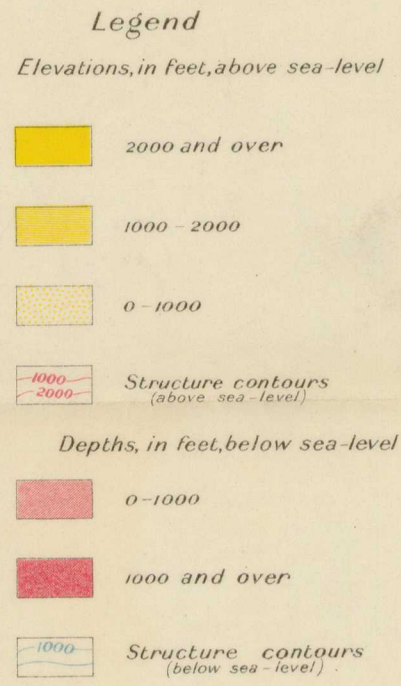 Legend
Elevations, in feet, above sea-level
2000 and over
1000 - 2000
0-1000
1000
2000
Structure contours
(above sea-level)
Depths, in feet, below sea-level
0-1000
1000 and over
1000
Structure contours
(below sea-level)